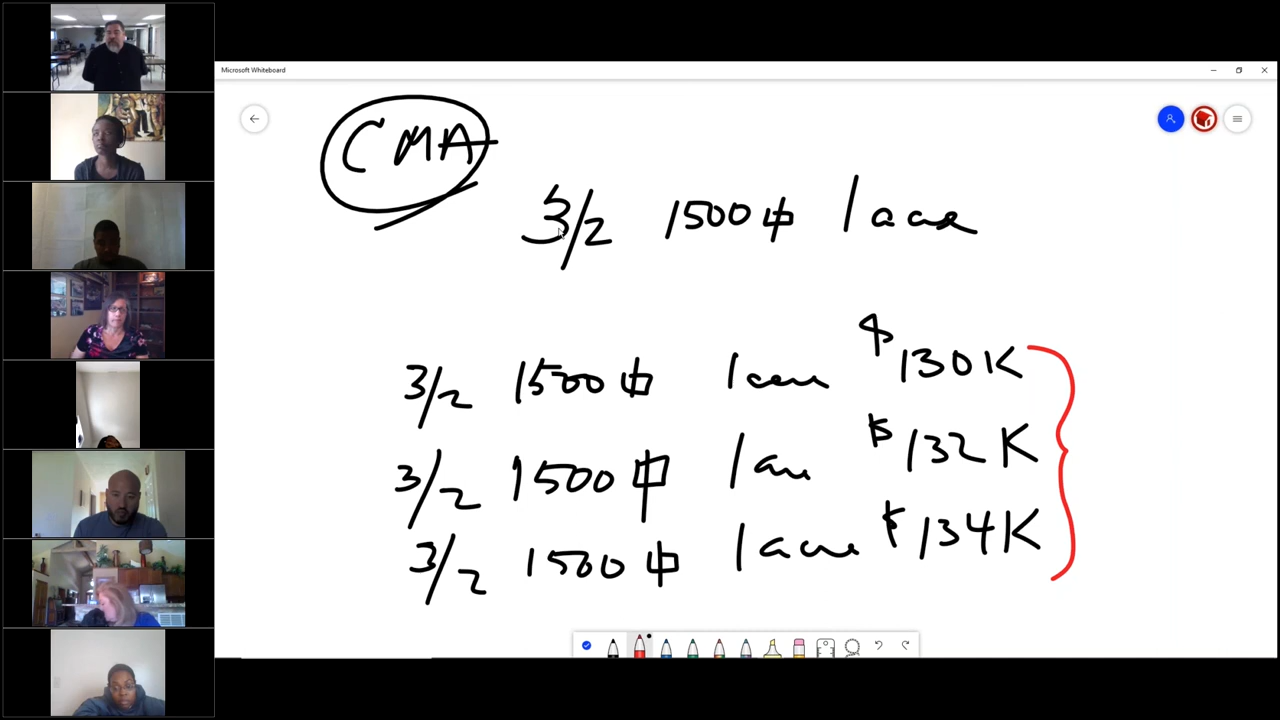 Microsoft Whiteboard
CMA
3/2 1500 ⌷ 1 acre
3/2 1500 ⌷ 1 acre $130K
3/2 1500 ⌷ 1 acre $132K
3/2 1500 ⌷ 1 acre $134K